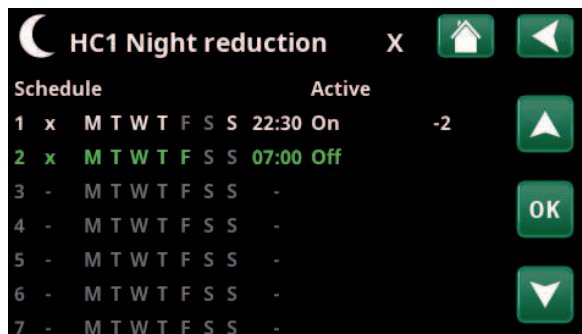 HC1 Night reduction X
Schedule Active
1 x M T W T F S S 22:30 On -2
2 x M T W T F S S 07:00 Off
3 - M T W T F S S -
4 - M T W T F S S -
OK
5 - M T W T F S S -
6 - M T W T F S S -
7 - M T W T F S S -